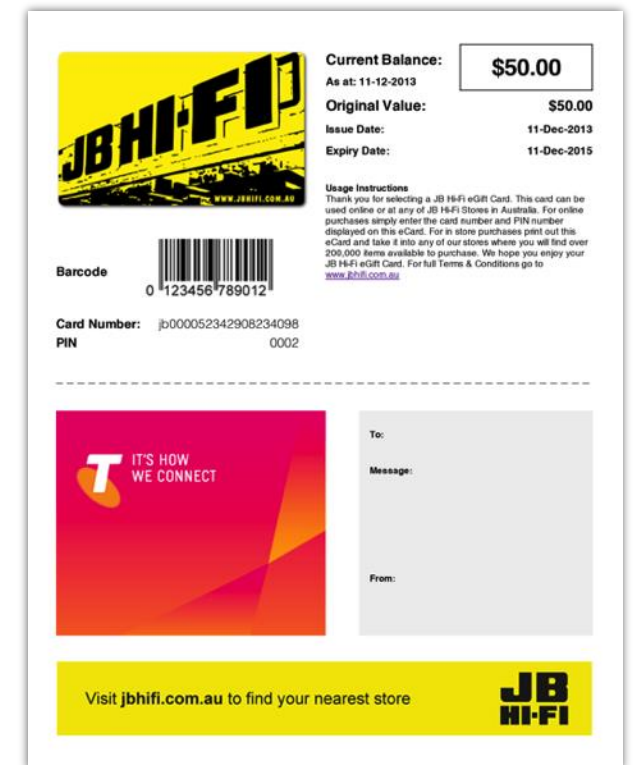 JB HI-FI
WWW.JBHIFI.COM.AU
Current Balance:
$50.00
As at: 11-12-2013
Original Value: $50.00
Issue Date: 11-Dec-2013
Expiry Date: 11-Dec-2015
Usage Instructions
Thank you for selecting a JB Hi-Fi eGift Card. This card can be
used online or at any of JB Hi-Fi Stores in Australia. For online
purchases simply enter the card number and PIN number
displayed on this eCard. For in store purchases print out this
eCard and take it into any of our stores where you will find over
200,000 items available to purchase. We hope you enjoy your
JB Hi-Fi eGift Card. For full Terms & Conditions go to
www.jbhifi.com.au
Barcode
0 123456 789012
Card Number: jb000052342908234098
PIN 0002
T IT'S HOW
WE CONNECT
To:
Message:
From:
Visit jbhifi.com.au to find your nearest store
JB
HI-FI